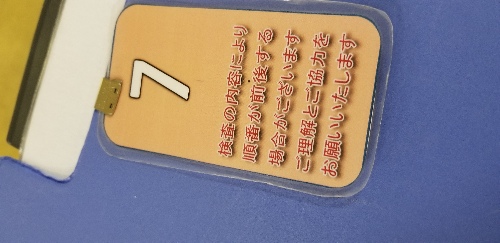 7
検査の内容により
順番が前後する
場合がございます
ご理解とご協力を
お願いいたします